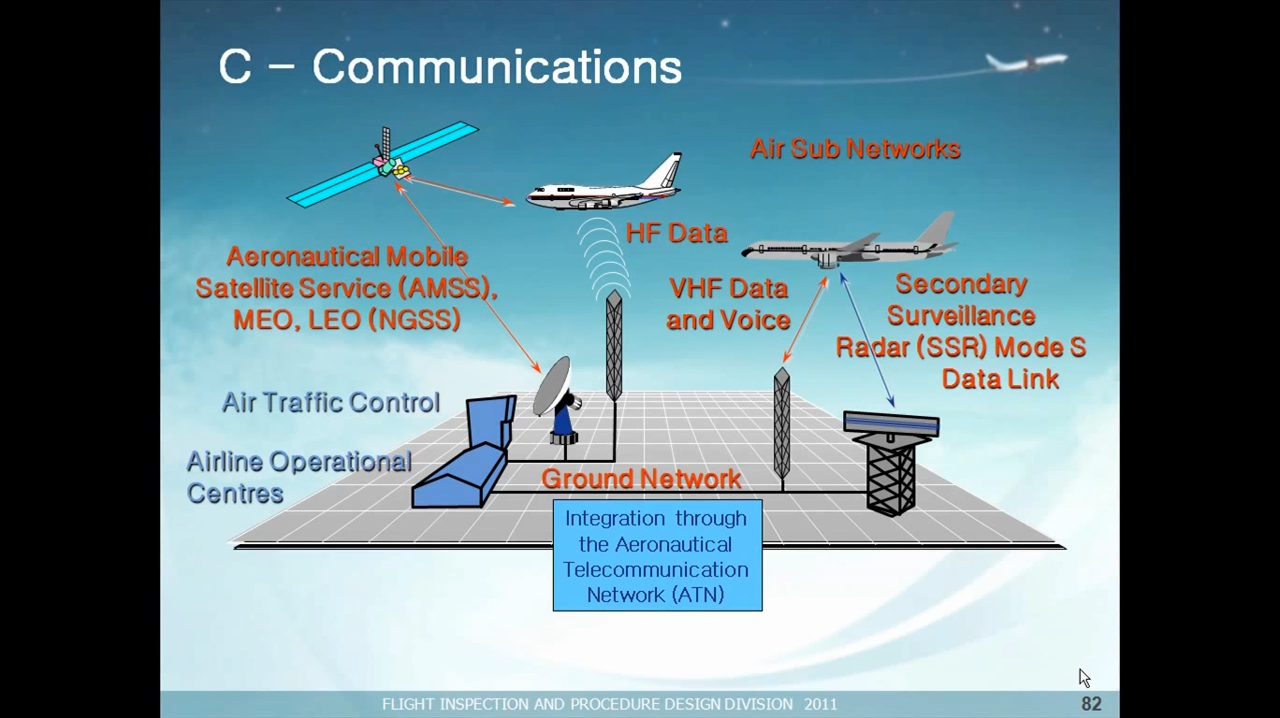 C – Communications
Air Sub Networks
HF Data
Aeronautical Mobile
Satellite Service (AMSS),
MEO, LEO (NGSS)
VHF Data
and Voice
Secondary
Surveillance
Radar (SSR) Mode S
Data Link
Air Traffic Control
Airline Operational
Centres
Ground Network
Integration through
the Aeronautical
Telecommunication
Network (ATN)
FLIGHT INSPECTION AND PROCEDURE DESIGN DIVISION 2011
82